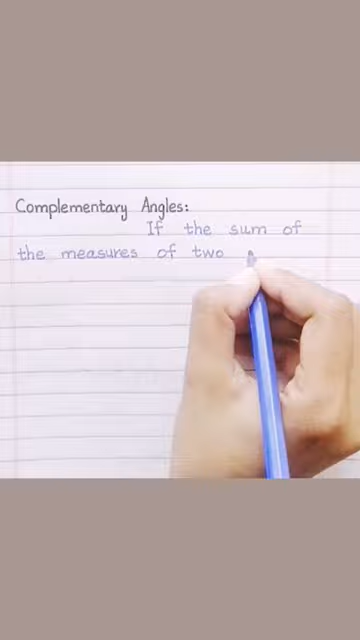 Complementary Angles:
If the sum of
the measures of two